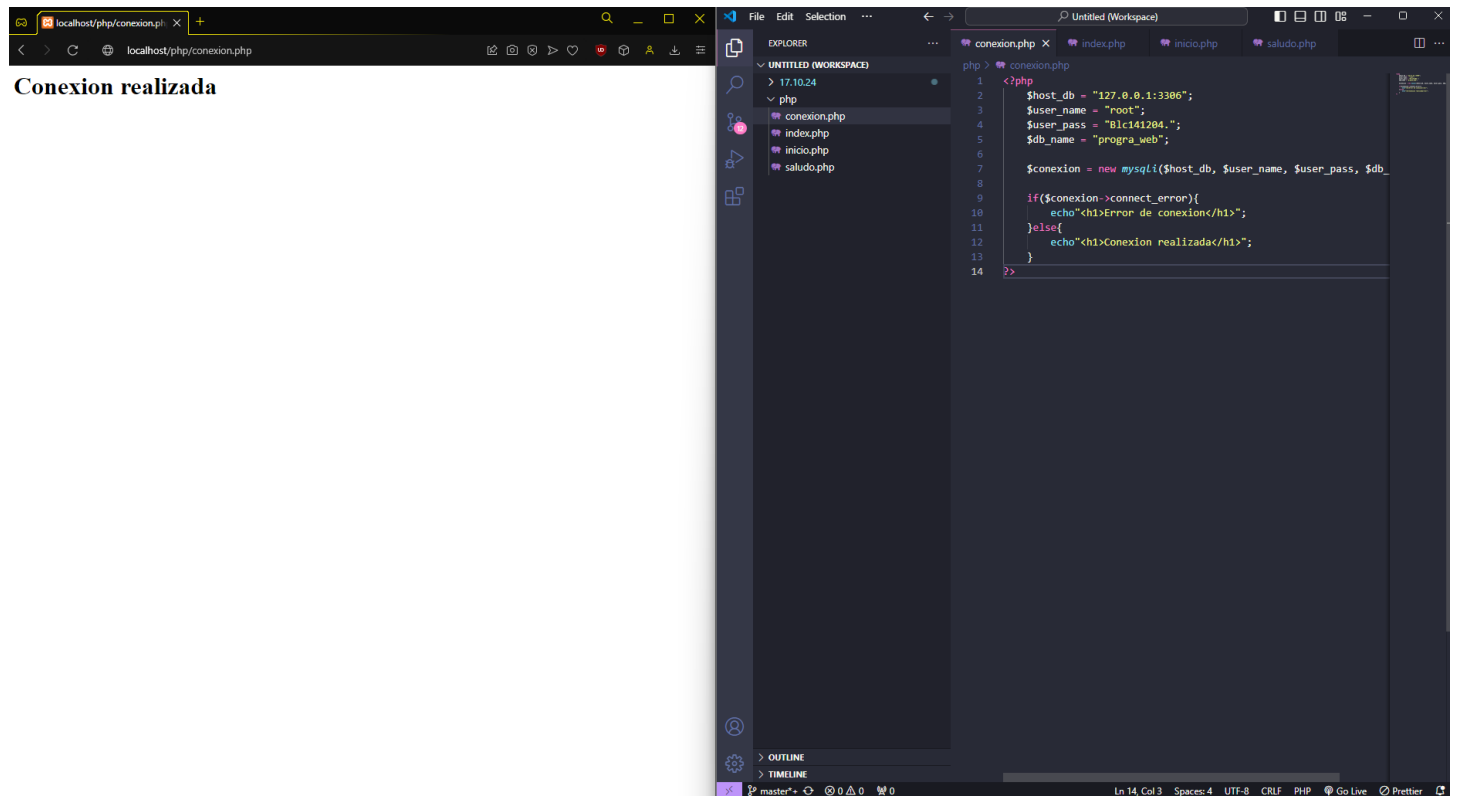 localhost/php/conexion.ph
localhost/php/conexion.php
Conexion realizada
File Edit Selection ···
Untitled (Workspace)
EXPLORER ···
UNTITLED (WORKSPACE)
17.10.24
php
conexion.php
index.php
inicio.php
saludo.php
12
OUTLINE
TIMELINE
conexion.php index.php inicio.php saludo.php
php > conexion.php
1 <?php
2 $host_db = "127.0.0.1:3306";
3 $user_name = "root";
4 $user_pass = "Blc141204.";
5 $db_name = "progra_web";
6
7 $conexion = new mysqli($host_db, $user_name, $user_pass, $db_
8
9 if($conexion->connect_error){
10 echo"<h1>Error de conexion</h1>";
11 }else{
12 echo"<h1>Conexion realizada</h1>";
13 }
14 ?>
master*+ 0 0 0 Ln 14, Col 3 Spaces: 4 UTF-8 CRLF PHP Go Live Prettier